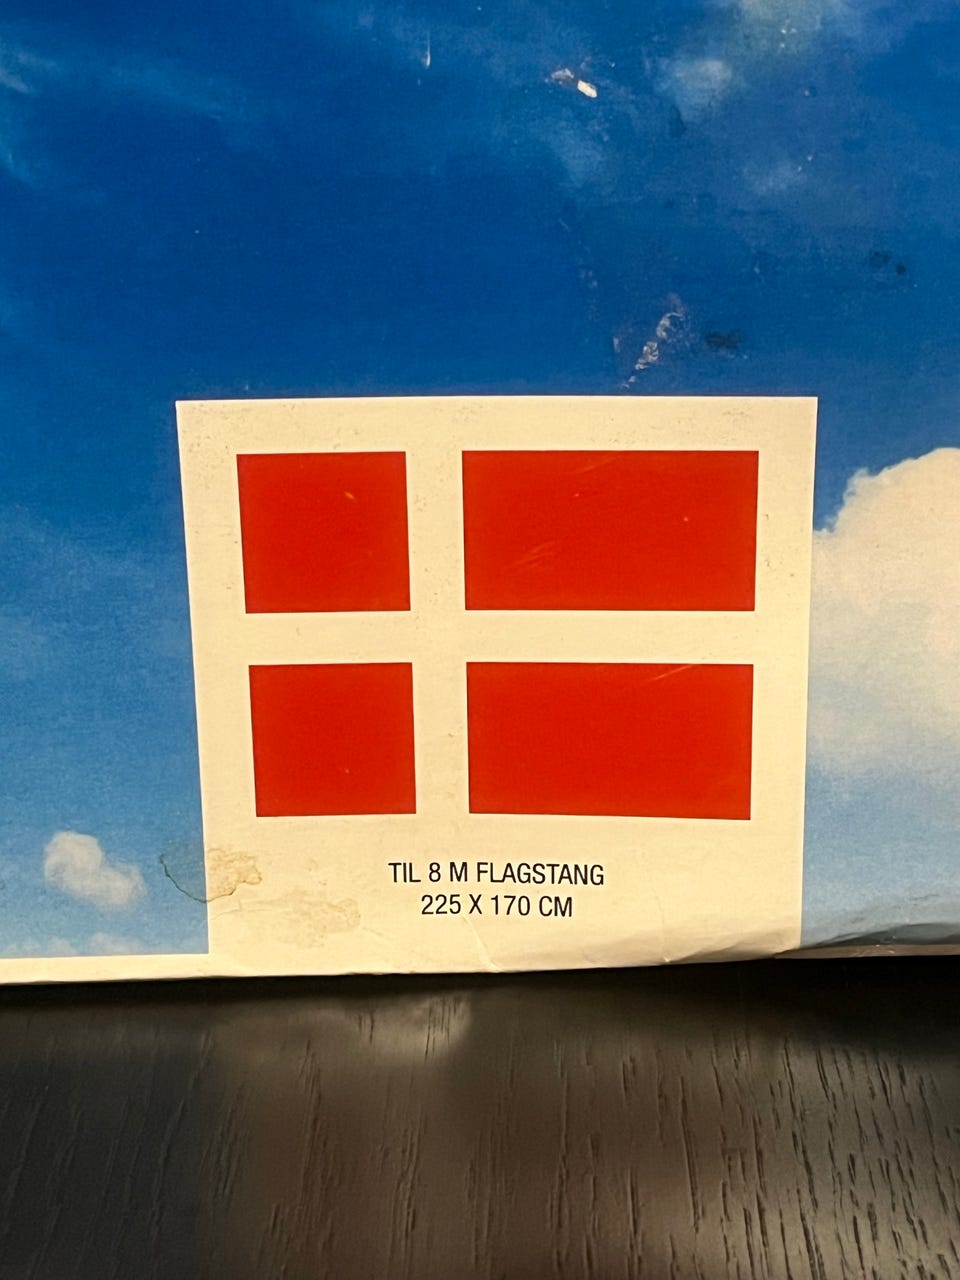 TIL 8 M FLAGSTANG
225 X 170 CM